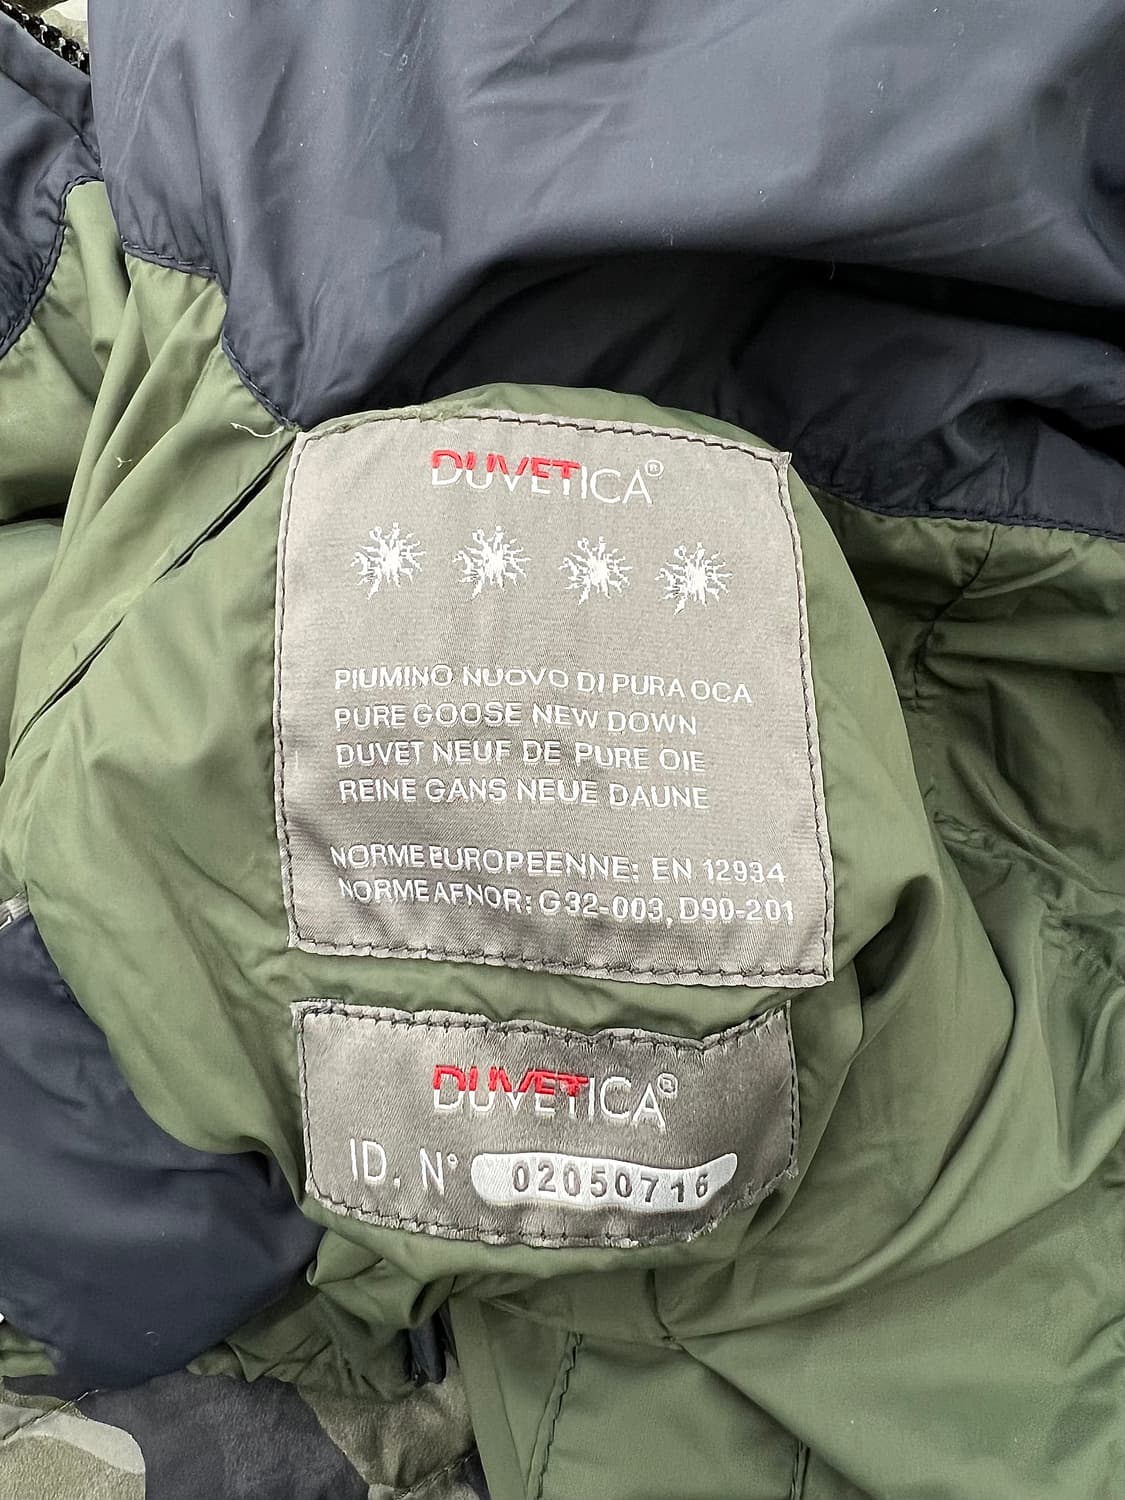 DUVETICA®
PIUMINO NUOVO DI PURA OCA
PURE GOOSE NEW DOWN
DUVET NEUF DE PURE OIE
REINE GANS NEUE DAUNE
NORME EUROPEENNE: EN 12934
NORME AFNOR: G32-003, D90-201
DUVETICA®
ID. N° 02050716